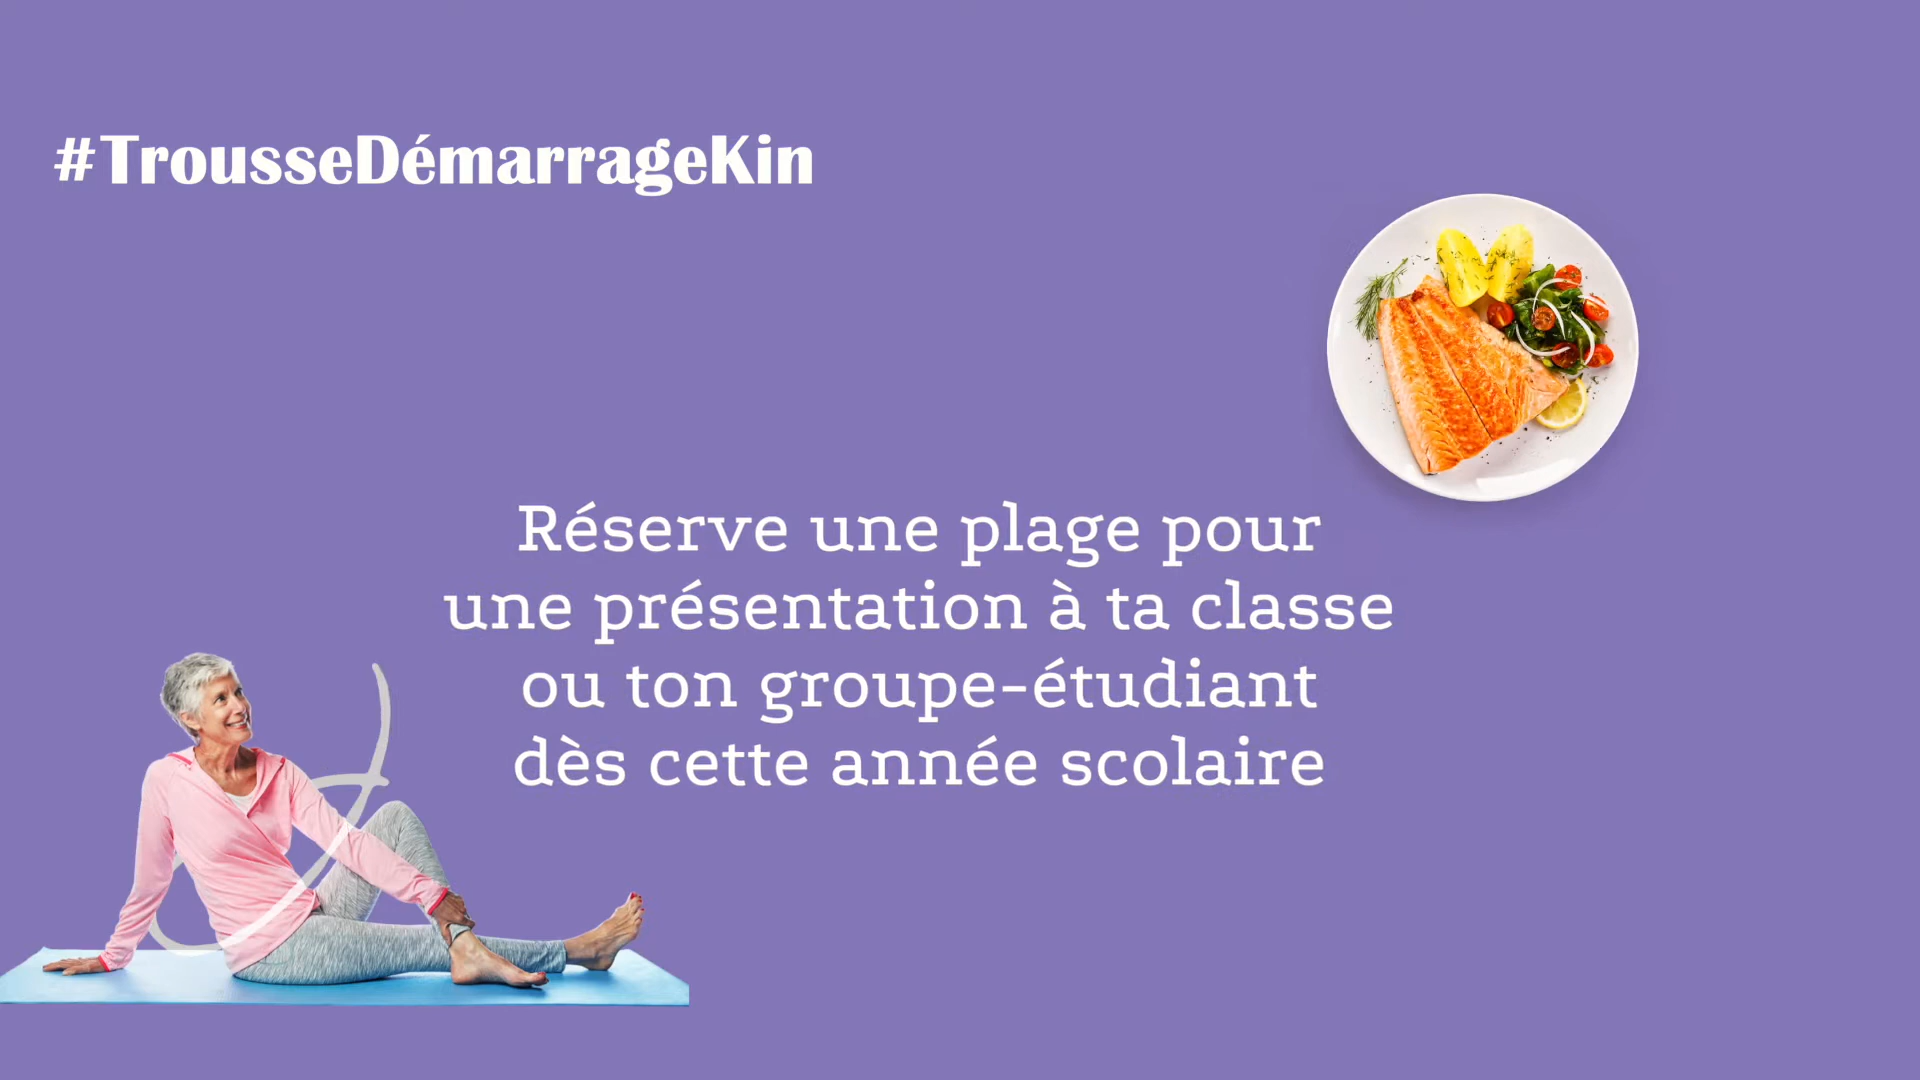 #TrousseDémarrageKin
Réserve une plage pour
une présentation à ta classe
ou ton groupe-étudiant
dès cette année scolaire